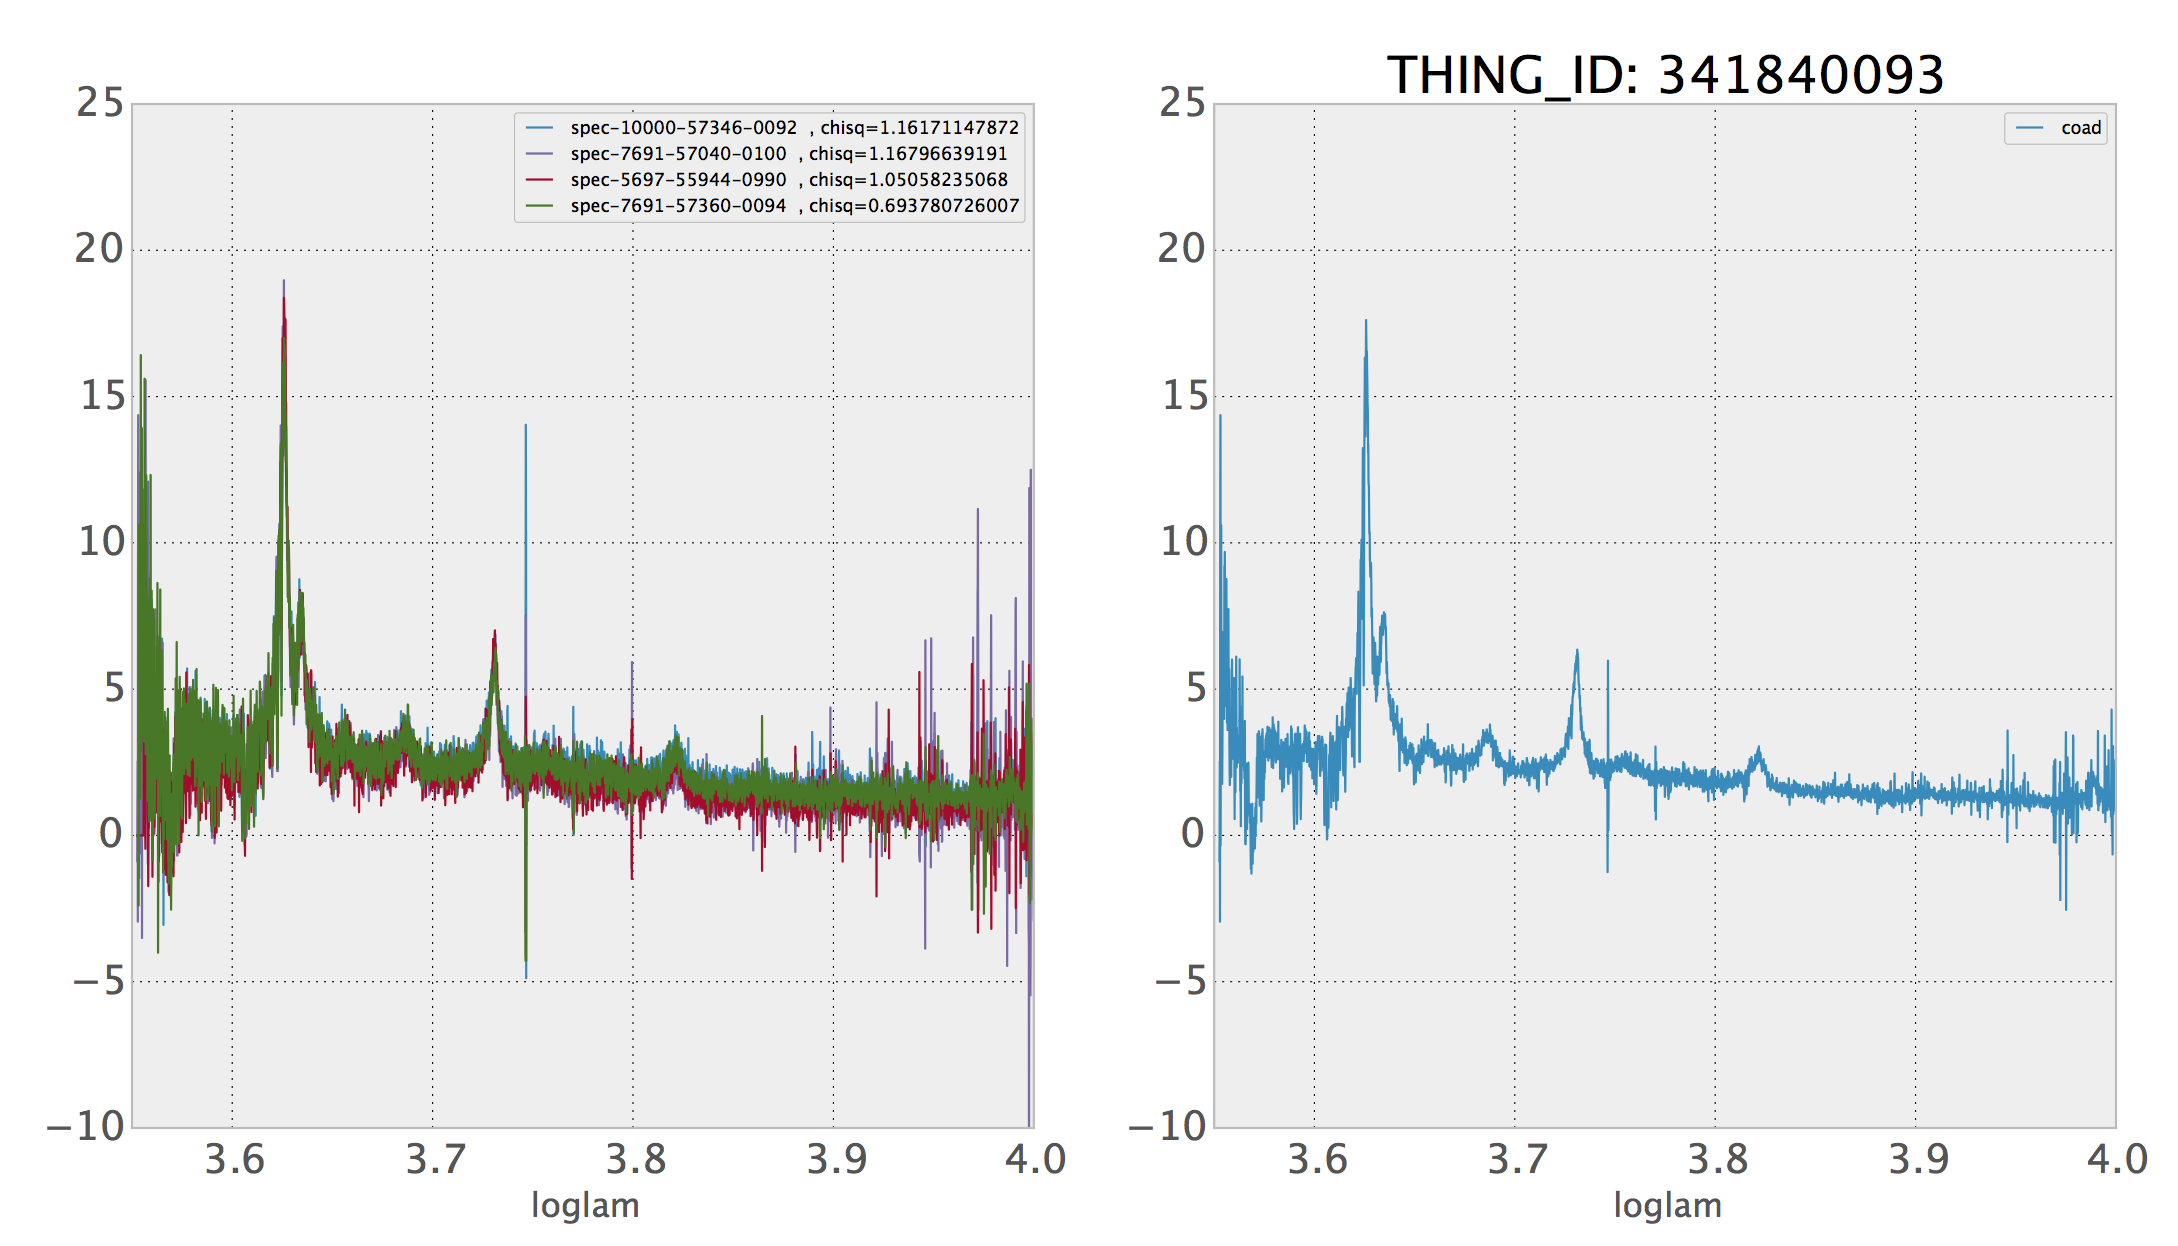 THING_ID: 341840093
25
20
15
10
5
0
−5
−10
spec-10000-57346-0092 , chisq=1.16171147872
spec-7691-57040-0100 , chisq=1.16796639191
spec-5697-55944-0990 , chisq=1.05058235068
spec-7691-57360-0094 , chisq=0.693780726007
3.6 3.7 3.8 3.9 4.0
loglam
25
20
15
10
5
0
−5
−10
coad
3.6 3.7 3.8 3.9 4.0
loglam